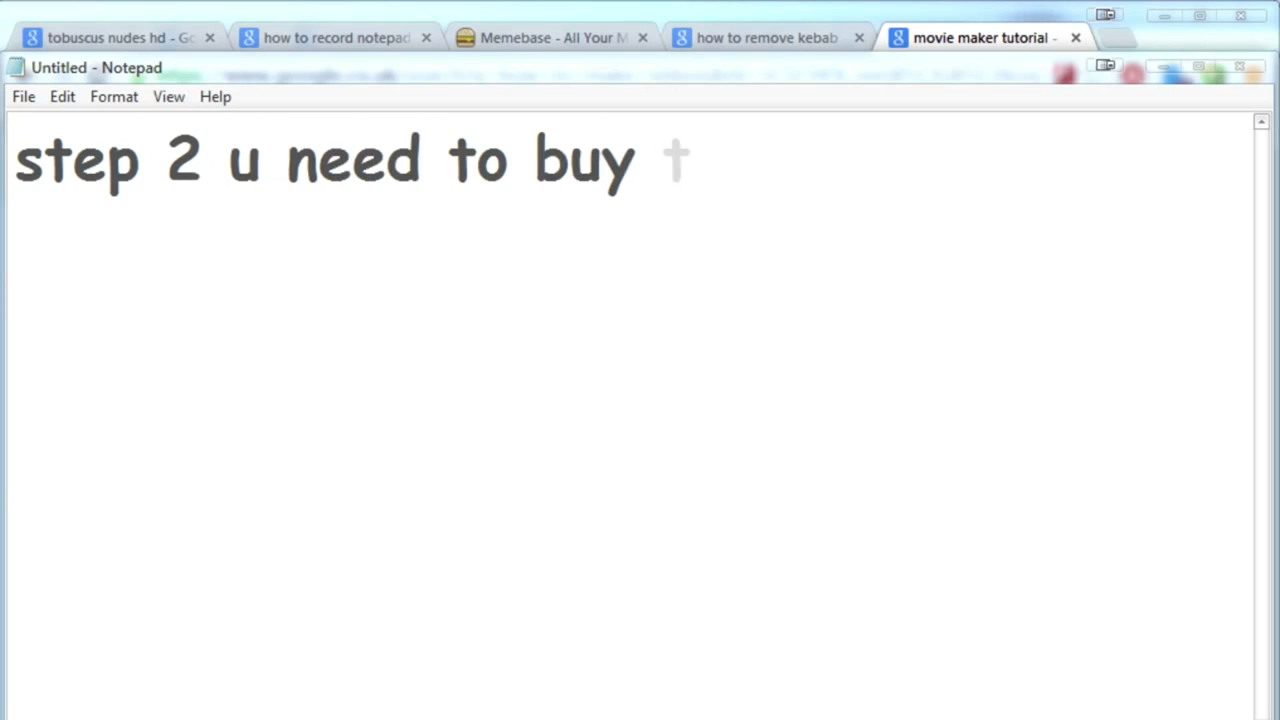 tobuscus nudes hd - Gc
how to record notepad
Memebase - All Your M
how to remove kebab
movie maker tutorial -
Untitled - Notepad
File Edit Format View Help
step 2 u need to buy t